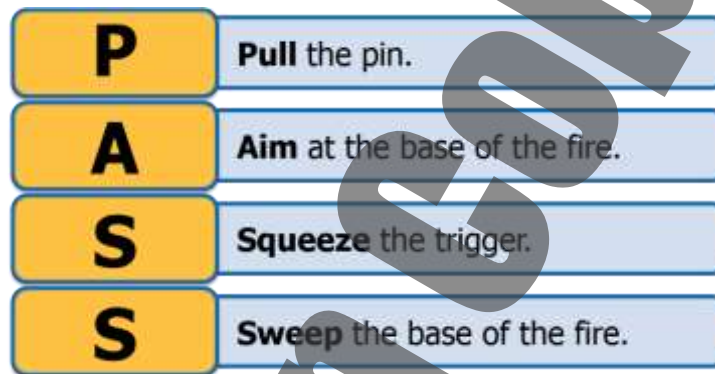 P
Pull the pin.
A
Aim at the base of the fire.
S
Squeeze the trigger.
S
Sweep the base of the fire.